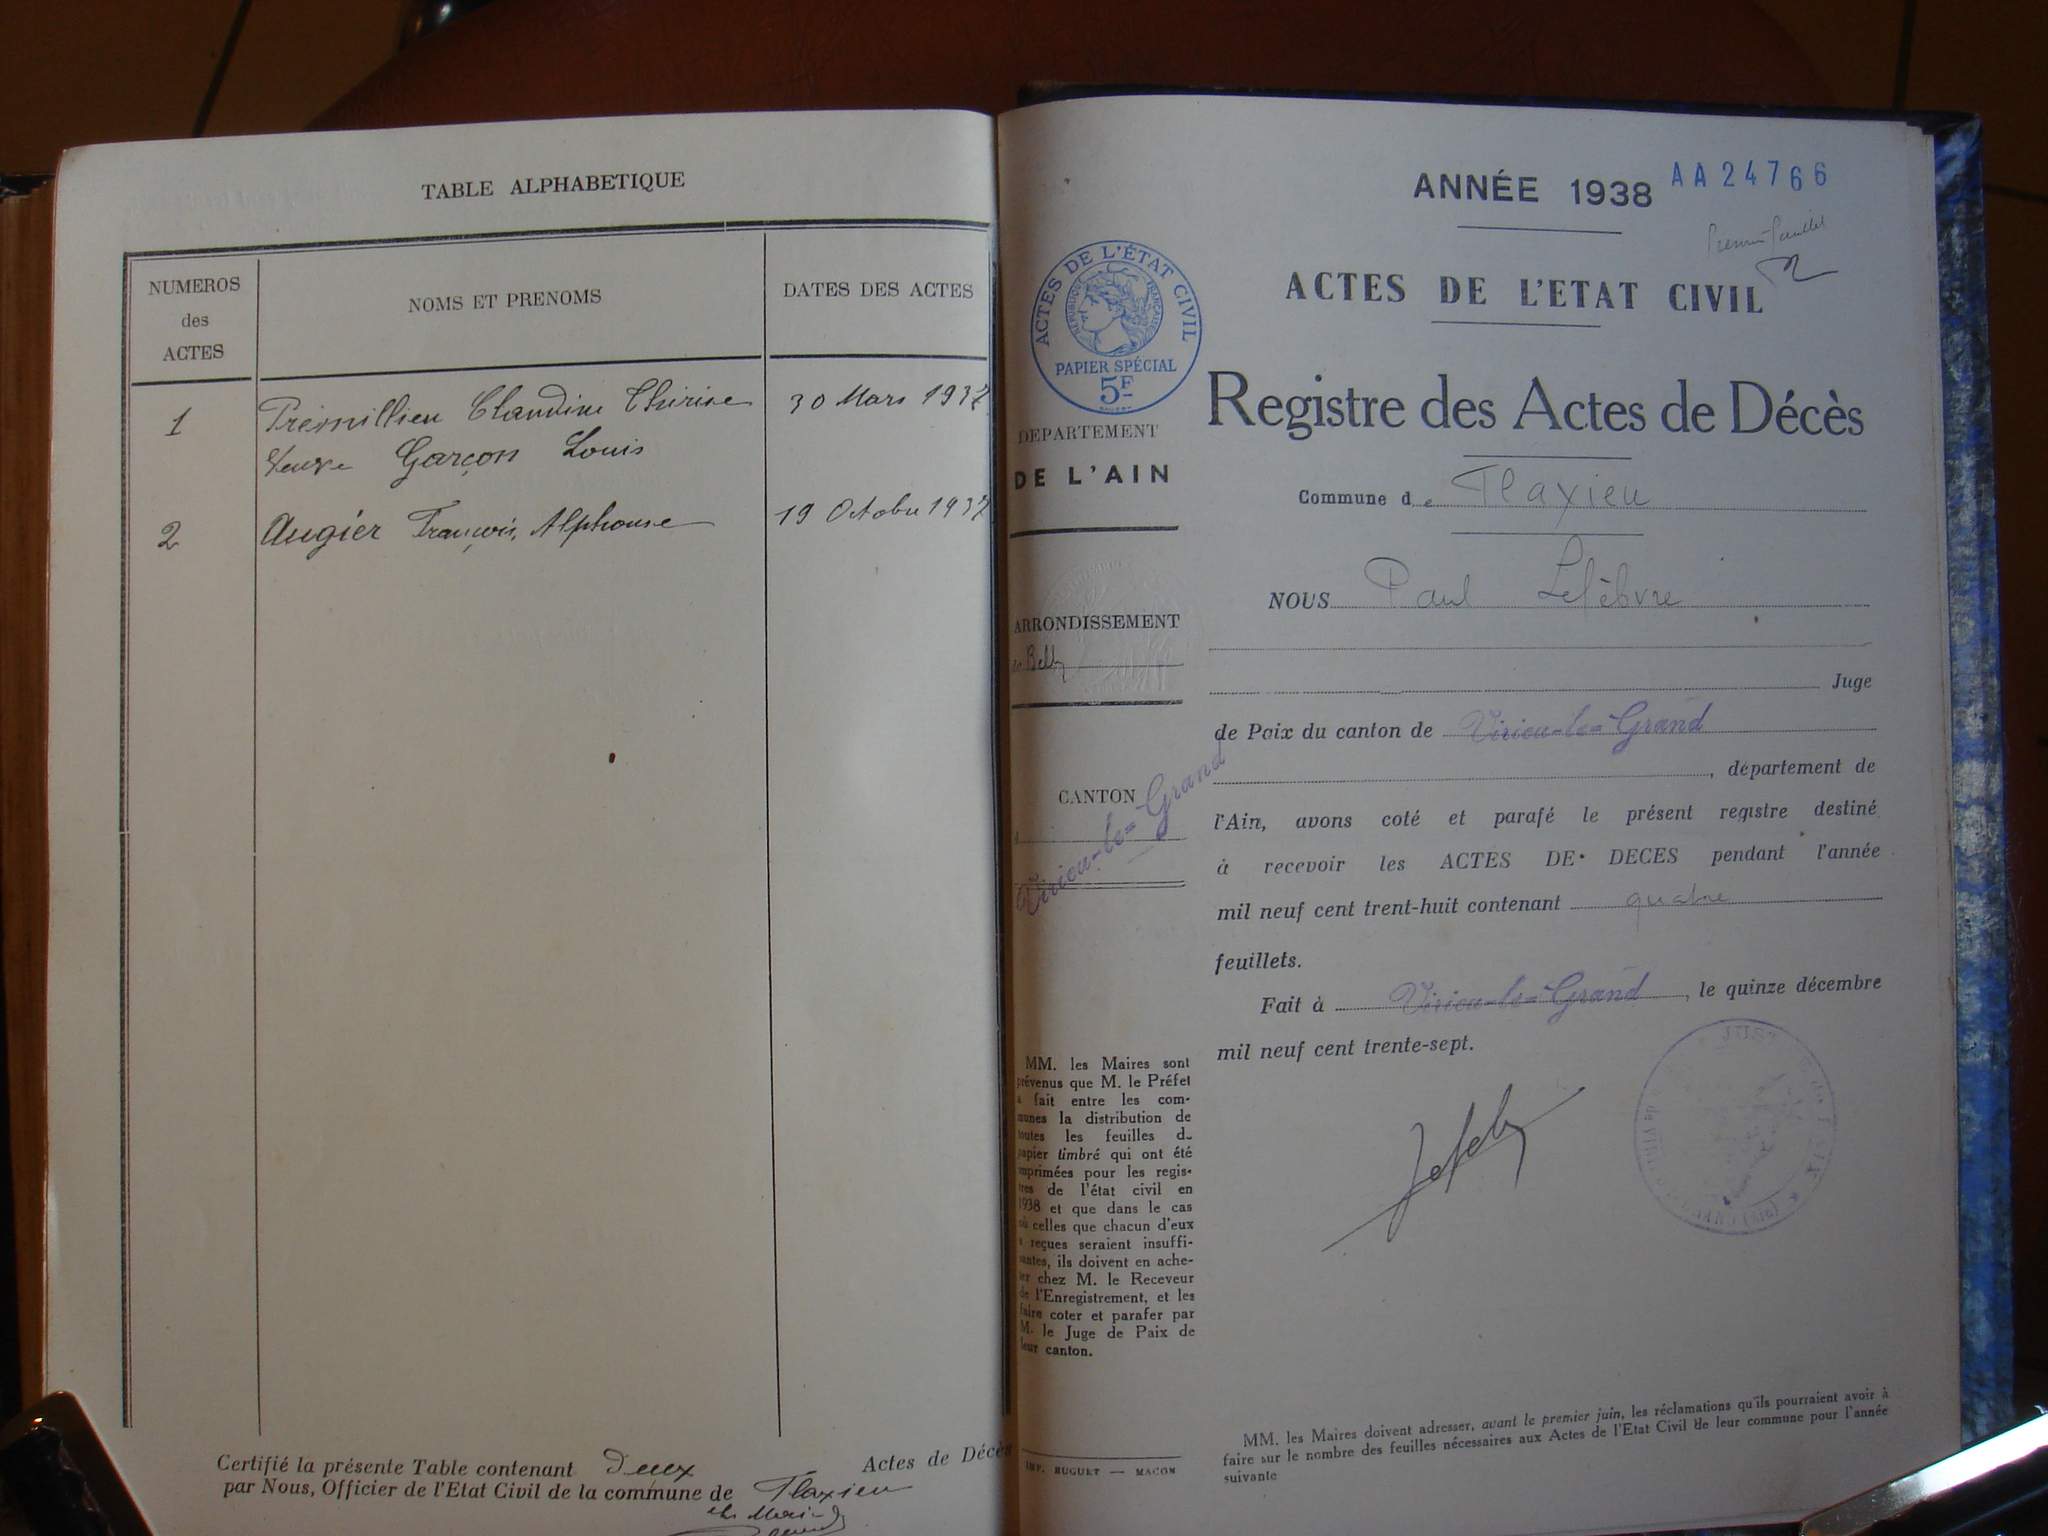 TABLE ALPHABETIQUE
NUMEROS
des
ACTES
NOMS ET PRENOMS
DATES DES ACTES
1 Prémillieu Claudine Thérèse 30 Mars 1937
Veuve Garçon Louis
2 Augier François, Alphonse 19 Octobre 1937
Certifié la présente Table contenant Deux Actes de Décès
par Nous, Officier de l'Etat Civil de la commune de Flaxieu
ANNÉE 1938 AA24766
Premier feuillet
ACTES DE L'ETAT CIVIL
ACTES DE L'ÉTAT CIVIL
RÉPUBLIQUE FRANÇAISE
PAPIER SPÉCIAL
5F
Registre des Actes de Décès
DEPARTEMENT
DE L'AIN
Commune de Flaxieu
NOUS Paul Lefèbvre
ARRONDISSEMENT
de Belley
Juge
de Paix du canton de Virieu-le-Grand
, département de
CANTON
Virieu-le-Grand
l'Ain, avons coté et parafé le présent registre destiné
à recevoir les ACTES DE DECES pendant l'année
mil neuf cent trent-huit contenant quatre
feuillets.
Fait à Virieu-le-Grand, le quinze décembre
mil neuf cent trente-sept.
MM. les Maires sont
prévenus que M. le Préfet
a fait entre les com-
munes la distribution de
toutes les feuilles d
papier timbré qui ont été
imprimées pour les regis-
tres de l'état civil en
1938 et que dans le cas
où celles que chacun d'eux
a reçues seraient insuffi-
santes, ils doivent en ache-
ter chez M. le Receveur
de l'Enregistrement, et les
faire coter et parafer par
M. le Juge de Paix de
leur canton.
IMP. BUGUET — MACON
MM. les Maires doivent adresser, avant le premier juin, les réclamations qu'ils pourraient avoir à
faire sur le nombre des feuilles nécessaires aux Actes de l'Etat Civil de leur commune pour l'année
suivante